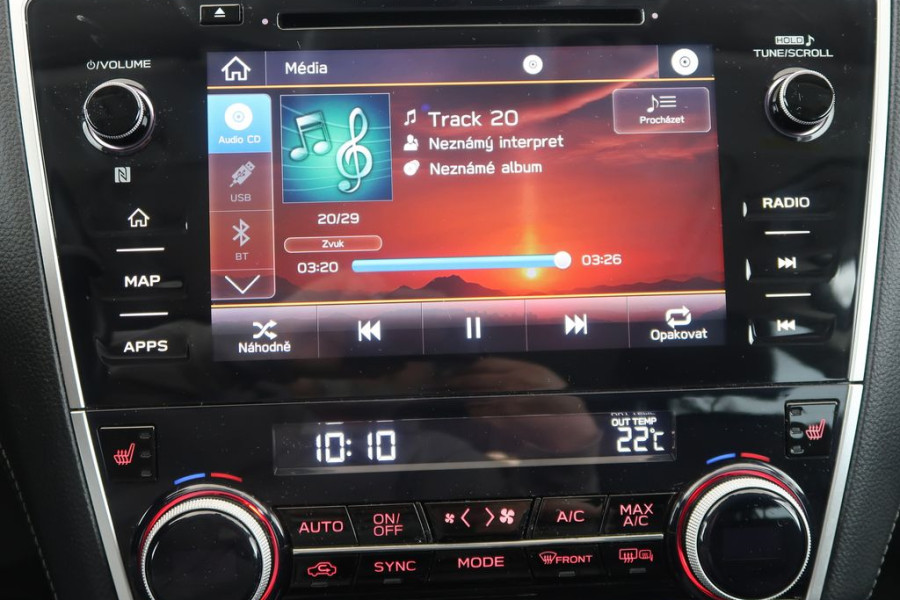 VOLUME
HOLD
TUNE/SCROLL
Média
Audio CD
USB
BT
Track 20
Neznámý interpret
Neznámé album
Procházet
20/29
Zvuk
03:20
03:26
Náhodně
Opakovat
MAP
APPS
RADIO
10:10
OUT TEMP
22°C
AUTO
ON/
OFF
A/C
MAX
A/C
SYNC
MODE
FRONT